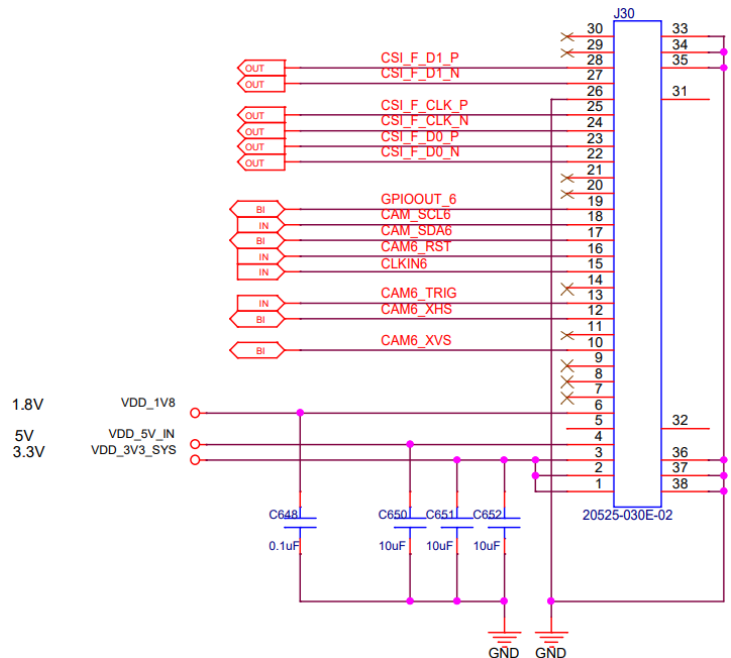 J30
30 33
29 34
CSI_F_D1_P 28 35
OUT CSI_F_D1_N 27
OUT 26 31
CSI_F_CLK_P 25
OUT CSI_F_CLK_N 24
OUT CSI_F_D0_P 23
OUT CSI_F_D0_N 22
OUT 21
20
GPIOOUT_6 19
BI CAM_SCL6 18
IN CAM_SDA6 17
BI CAM6_RST 16
IN CLKIN6 15
IN 14
CAM6_TRIG 13
IN CAM6_XHS 12
BI 11
CAM6_XVS 10
BI 9
8
7
1.8V VDD_1V8 6
5 32
5V VDD_5V_IN 4
3.3V VDD_3V3_SYS 3 36
2 37
1 38
C648 C650 C651 C652 20525-030E-02
0.1uF 10uF 10uF 10uF
GND GND